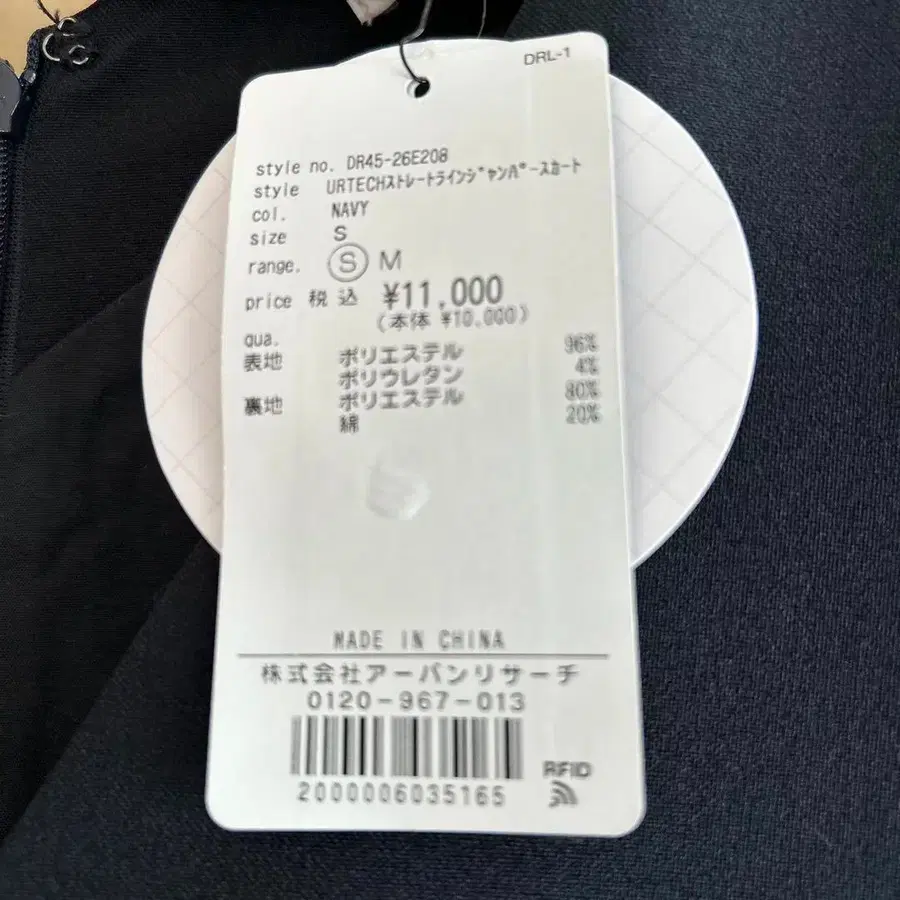 DRL-1
style no. DR45-26E208
style URTECHｽﾄﾚｰﾄﾗｲﾝｼﾞｬﾝﾊﾟｰｽｶｰﾄ
col. NAVY
size S
range. Ⓢ M
price 税込 ¥11,000
(本体 ¥10,000)
qua.
表地 ポリエステル 96%
ポリウレタン 4%
裏地 ポリエステル 80%
綿 20%
MADE IN CHINA
株式会社アーバンリサーチ
0120-967-013
2000006035165
RFID